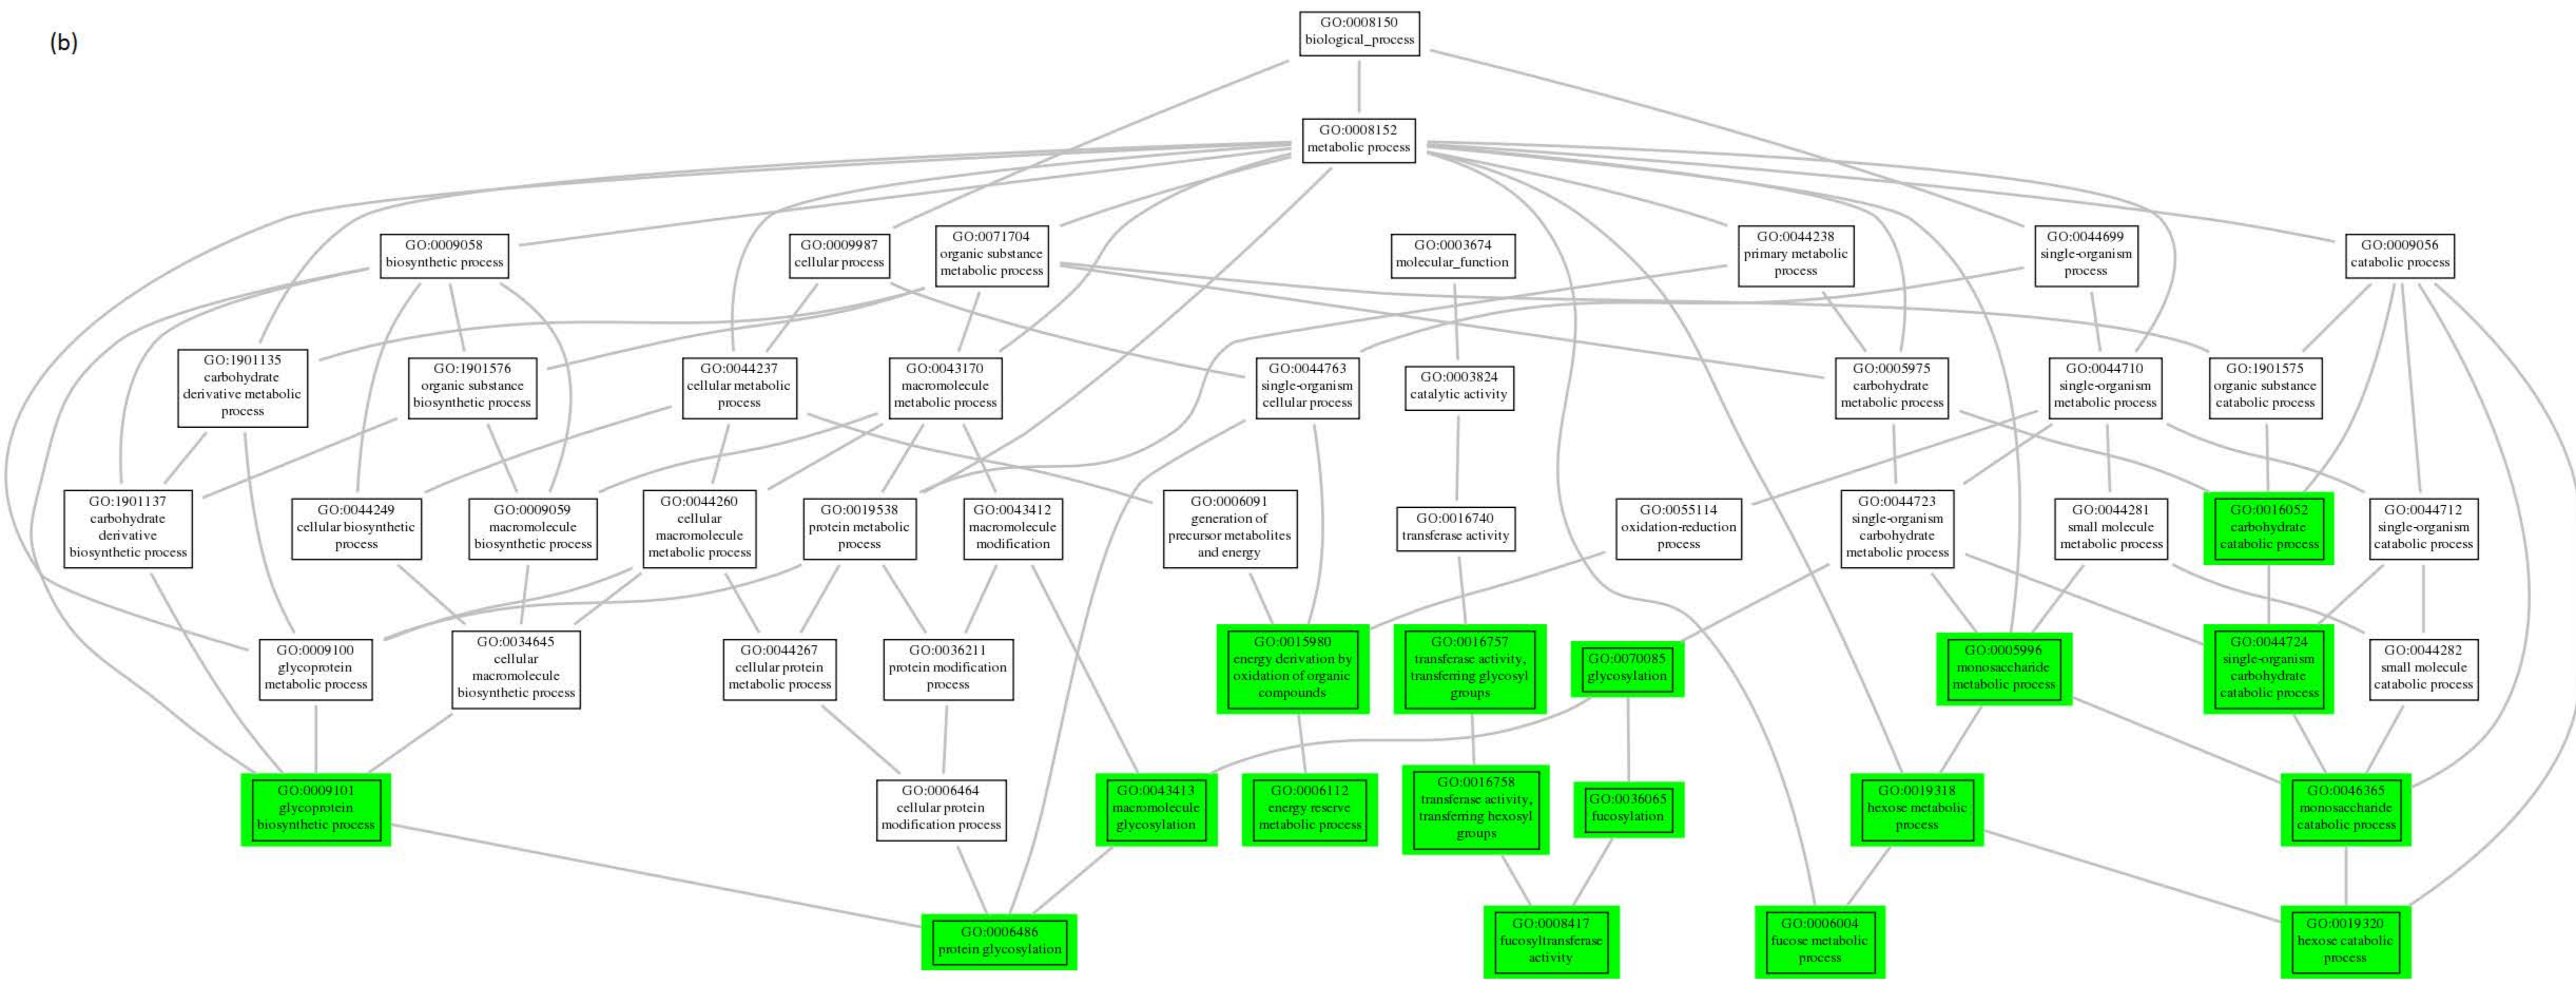 (b)
GO:0008150
biological_process
GO:0008152
metabolic process
GO:0009058
biosynthetic process
GO:0009987
cellular process
GO:0071704
organic substance
metabolic process
GO:0003674
molecular_function
GO:0044238
primary metabolic
process
GO:0044699
single-organism
process
GO:0009056
catabolic process
GO:1901135
carbohydrate
derivative metabolic
process
GO:1901576
organic substance
biosynthetic process
GO:0044237
cellular metabolic
process
GO:0043170
macromolecule
metabolic process
GO:0044763
single-organism
cellular process
GO:0003824
catalytic activity
GO:0005975
carbohydrate
metabolic process
GO:0044710
single-organism
metabolic process
GO:1901575
organic substance
catabolic process
GO:1901137
carbohydrate
derivative
biosynthetic process
GO:0044249
cellular biosynthetic
process
GO:0009059
macromolecule
biosynthetic process
GO:0044260
cellular
macromolecule
metabolic process
GO:0019538
protein metabolic
process
GO:0043412
macromolecule
modification
GO:0006091
generation of
precursor metabolites
and energy
GO:0016740
transferase activity
GO:0055114
oxidation-reduction
process
GO:0044723
single-organism
carbohydrate
metabolic process
GO:0044281
small molecule
metabolic process
GO:0016052
carbohydrate
catabolic process
GO:0044712
single-organism
catabolic process
GO:0009100
glycoprotein
metabolic process
GO:0034645
cellular
macromolecule
biosynthetic process
GO:0044267
cellular protein
metabolic process
GO:0036211
protein modification
process
GO:0015980
energy derivation by
oxidation of organic
compounds
GO:0016757
transferase activity,
transferring glycosyl
groups
GO:0070085
glycosylation
GO:0005996
monosaccharide
metabolic process
GO:0044724
single-organism
carbohydrate
catabolic process
GO:0044282
small molecule
catabolic process
GO:0009101
glycoprotein
biosynthetic process
GO:0006464
cellular protein
modification process
GO:0043413
macromolecule
glycosylation
GO:0006112
energy reserve
metabolic process
GO:0016758
transferase activity,
transferring hexosyl
groups
GO:0036065
fucosylation
GO:0019318
hexose metabolic
process
GO:0046365
monosaccharide
catabolic process
GO:0006486
protein glycosylation
GO:0008417
fucosyltransferase
activity
GO:0006004
fucose metabolic
process
GO:0019320
hexose catabolic
process